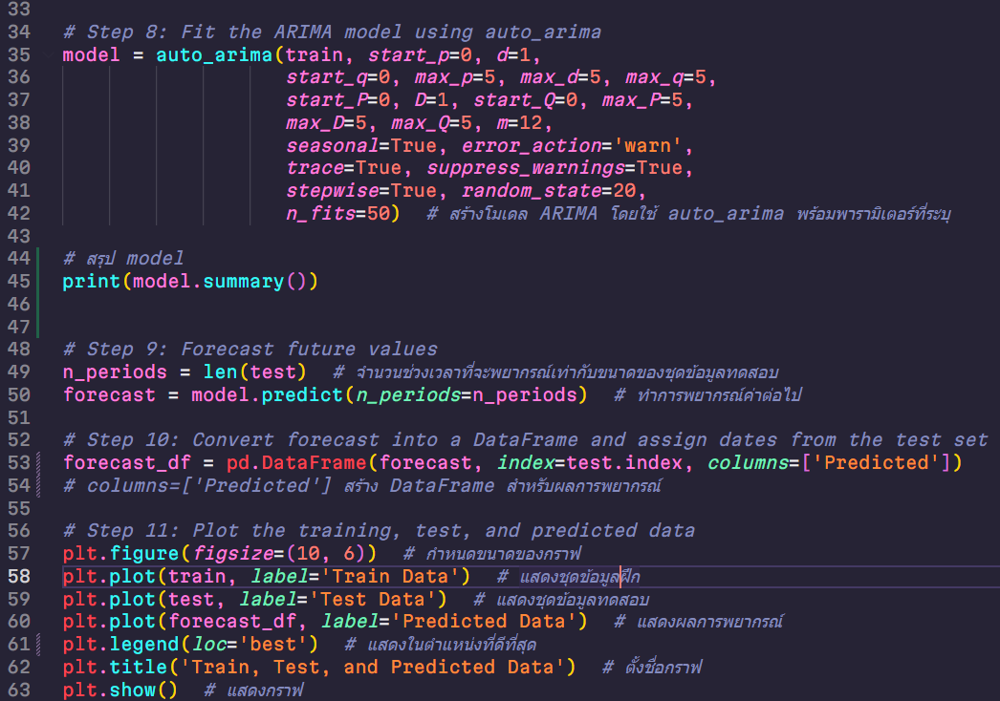 33
34 # Step 8: Fit the ARIMA model using auto_arima
35 model = auto_arima(train, start_p=0, d=1,
36 start_q=0, max_p=5, max_d=5, max_q=5,
37 start_P=0, D=1, start_Q=0, max_P=5,
38 max_D=5, max_Q=5, m=12,
39 seasonal=True, error_action='warn',
40 trace=True, suppress_warnings=True,
41 stepwise=True, random_state=20,
42 n_fits=50) # สร้างโมเดล ARIMA โดยใช้ auto_arima พร้อมพารามิเตอร์ที่ระบุ
43
44 # สรุป model
45 print(model.summary())
46
47
48 # Step 9: Forecast future values
49 n_periods = len(test) # จำนวนช่วงเวลาที่จะพยากรณ์เท่ากับขนาดของชุดข้อมูลทดสอบ
50 forecast = model.predict(n_periods=n_periods) # ทำการพยากรณ์ค่าต่อไป
51
52 # Step 10: Convert forecast into a DataFrame and assign dates from the test set
53 forecast_df = pd.DataFrame(forecast, index=test.index, columns=['Predicted'])
54 # columns=['Predicted'] สร้าง DataFrame สำหรับผลการพยากรณ์
55
56 # Step 11: Plot the training, test, and predicted data
57 plt.figure(figsize=(10, 6)) # กำหนดขนาดของกราฟ
58 plt.plot(train, label='Train Data') # แสดงชุดข้อมูลฝึก
59 plt.plot(test, label='Test Data') # แสดงชุดข้อมูลทดสอบ
60 plt.plot(forecast_df, label='Predicted Data') # แสดงผลการพยากรณ์
61 plt.legend(loc='best') # แสดงในตำแหน่งที่ดีที่สุด
62 plt.title('Train, Test, and Predicted Data') # ตั้งชื่อกราฟ
63 plt.show() # แสดงกราฟ